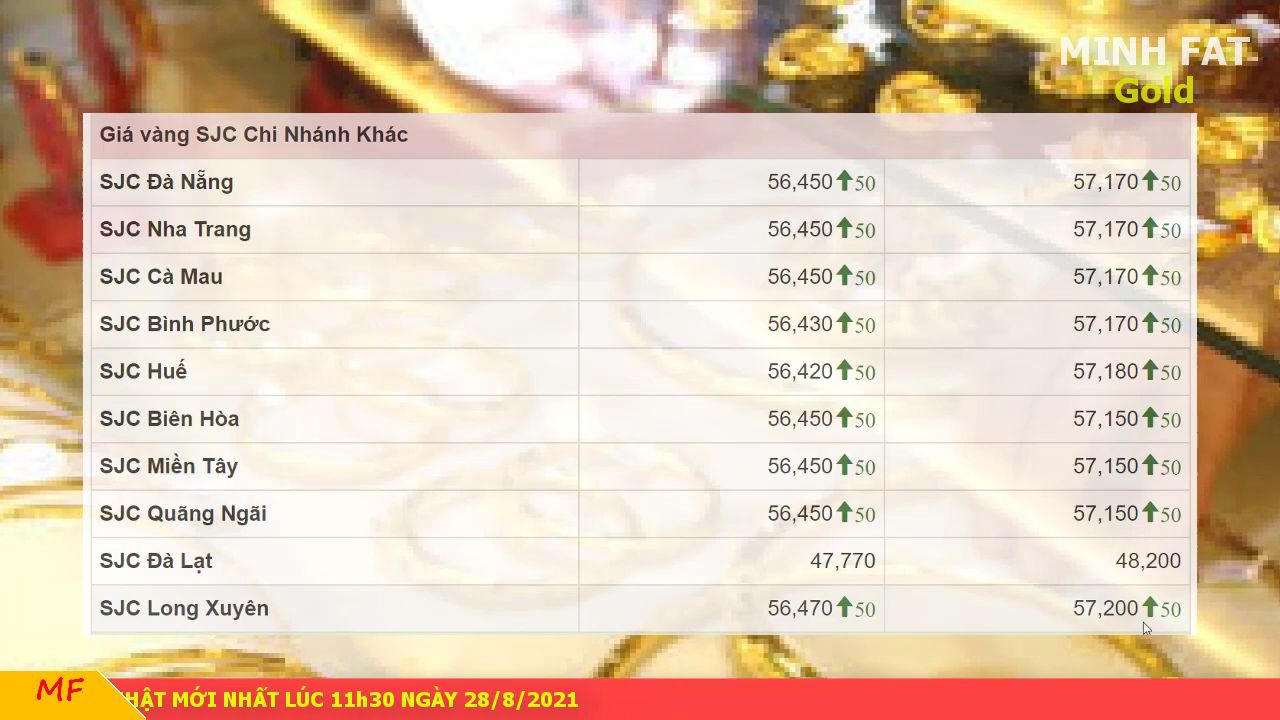 MINH FAT
Gold
Giá vàng SJC Chi Nhánh Khác
SJC Đà Nẵng 56,450 50 57,170 50
SJC Nha Trang 56,450 50 57,170 50
SJC Cà Mau 56,450 50 57,170 50
SJC Bình Phước 56,430 50 57,170 50
SJC Huế 56,420 50 57,180 50
SJC Biên Hòa 56,450 50 57,150 50
SJC Miền Tây 56,450 50 57,150 50
SJC Quãng Ngãi 56,450 50 57,150 50
SJC Đà Lạt 47,770 48,200
SJC Long Xuyên 56,470 50 57,200 50
MF MỚI NHẤT LÚC 11h30 NGÀY 28/8/2021